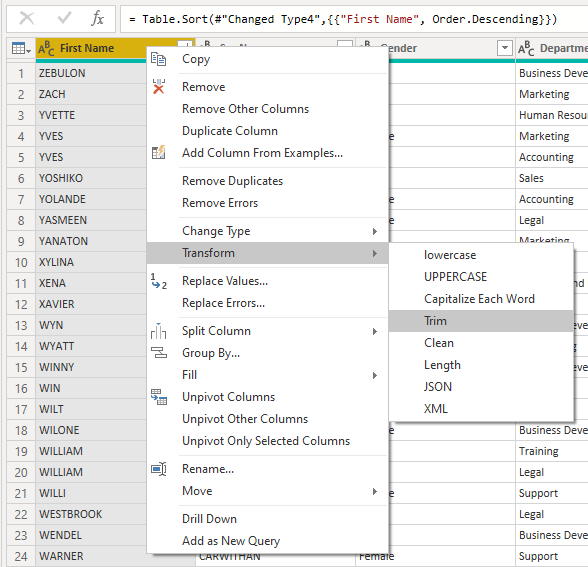 fx = Table.Sort(#"Changed Type4",{{"First Name", Order.Descending}})
ABC First Name Gender ABC Departme
1 ZEBULON Business Deve
2 ZACH Marketing
3 YVETTE Human Resou
4 YVES Marketing
5 YVES Accounting
6 YOSHIKO Sales
7 YOLANDE Accounting
8 YASMEEN Legal
9 YANATON Marketing
10 XYLINA
11 XENA
12 XAVIER
13 WYN
14 WYATT
15 WINNY
16 WIN
17 WILT
18 WILONE Business Deve
19 WILLIAM Training
20 WILLIAM Legal
21 WILLI Support
22 WESTBROOK Legal
23 WENDEL Business Deve
24 WARNER CARWITHAN Female Support
Copy
Remove
Remove Other Columns
Duplicate Column
Add Column From Examples...
Remove Duplicates
Remove Errors
Change Type
Transform
1 2 Replace Values...
Replace Errors...
Split Column
Group By...
Fill
Unpivot Columns
Unpivot Other Columns
Unpivot Only Selected Columns
Rename...
Move
Drill Down
Add as New Query
lowercase
UPPERCASE
Capitalize Each Word
Trim
Clean
Length
JSON
XML